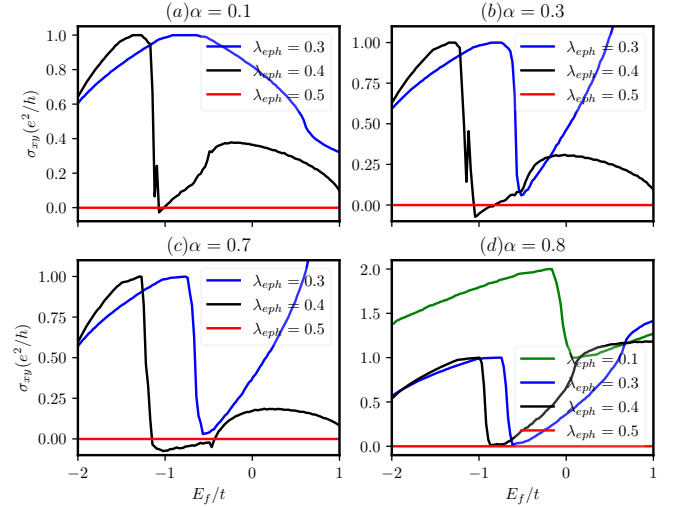 (a)α = 0.1
(b)α = 0.3
σxy(e²/h)
1.0
0.8
0.6
0.4
0.2
0.0
λeph = 0.3
λeph = 0.4
λeph = 0.5
1.00
0.75
0.50
0.25
0.00
λeph = 0.3
λeph = 0.4
λeph = 0.5
(c)α = 0.7
(d)α = 0.8
σxy(e²/h)
1.00
0.75
0.50
0.25
0.00
λeph = 0.3
λeph = 0.4
λeph = 0.5
2.0
1.5
1.0
0.5
0.0
λeph = 0.1
λeph = 0.3
λeph = 0.4
λeph = 0.5
−2 −1 0 1
−2 −1 0 1
Ef/t
Ef/t